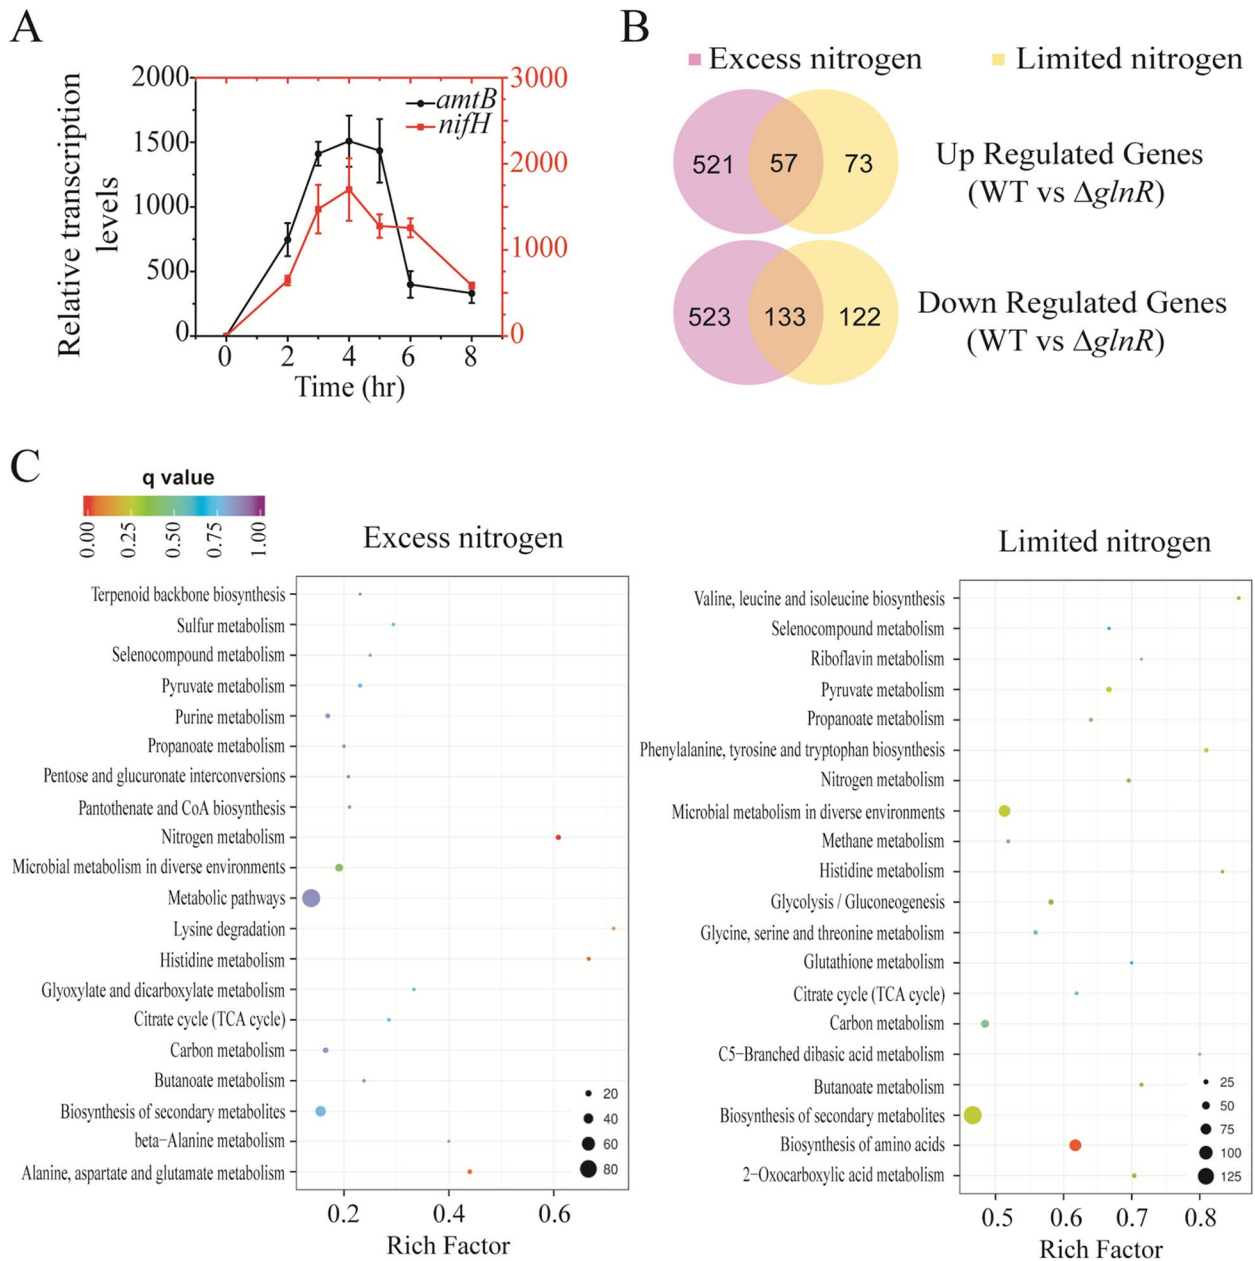 A
Relative transcription
levels
2000
1500
1000
500
0
3000
2000
1000
0
amtB
nifH
0 2 4 6 8
Time (hr)
B
Excess nitrogen Limited nitrogen
521 57 73
Up Regulated Genes
(WT vs ΔglnR)
523 133 122
Down Regulated Genes
(WT vs ΔglnR)
C
q value
0.00 0.25 0.50 0.75 1.00
Excess nitrogen
Terpenoid backbone biosynthesis
Sulfur metabolism
Selenocompound metabolism
Pyruvate metabolism
Purine metabolism
Propanoate metabolism
Pentose and glucuronate interconversions
Pantothenate and CoA biosynthesis
Nitrogen metabolism
Microbial metabolism in diverse environments
Metabolic pathways
Lysine degradation
Histidine metabolism
Glyoxylate and dicarboxylate metabolism
Citrate cycle (TCA cycle)
Carbon metabolism
Butanoate metabolism
Biosynthesis of secondary metabolites
beta−Alanine metabolism
Alanine, aspartate and glutamate metabolism
20
40
60
80
0.2 0.4 0.6
Rich Factor
Limited nitrogen
Valine, leucine and isoleucine biosynthesis
Selenocompound metabolism
Riboflavin metabolism
Pyruvate metabolism
Propanoate metabolism
Phenylalanine, tyrosine and tryptophan biosynthesis
Nitrogen metabolism
Microbial metabolism in diverse environments
Methane metabolism
Histidine metabolism
Glycolysis / Gluconeogenesis
Glycine, serine and threonine metabolism
Glutathione metabolism
Citrate cycle (TCA cycle)
Carbon metabolism
C5−Branched dibasic acid metabolism
Butanoate metabolism
Biosynthesis of secondary metabolites
Biosynthesis of amino acids
2−Oxocarboxylic acid metabolism
25
50
75
100
125
0.5 0.6 0.7 0.8
Rich Factor